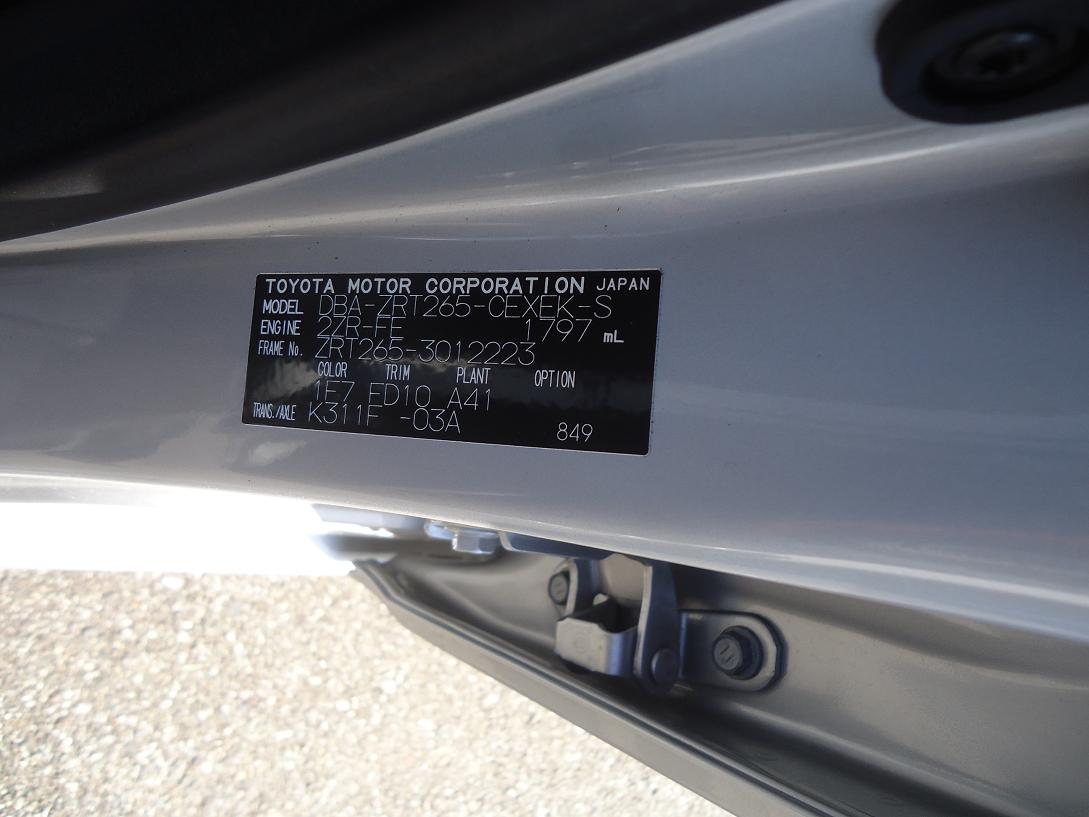 TOYOTA MOTOR CORPORATION JAPAN
MODEL DBA-ZRT265-CEXEK-S
ENGINE 2ZR-FE 1797 mL
FRAME No. ZRT265-3012223
COLOR TRIM PLANT OPTION
1F7 FD10 A41
TRANS./AXLE K311F -03A
849